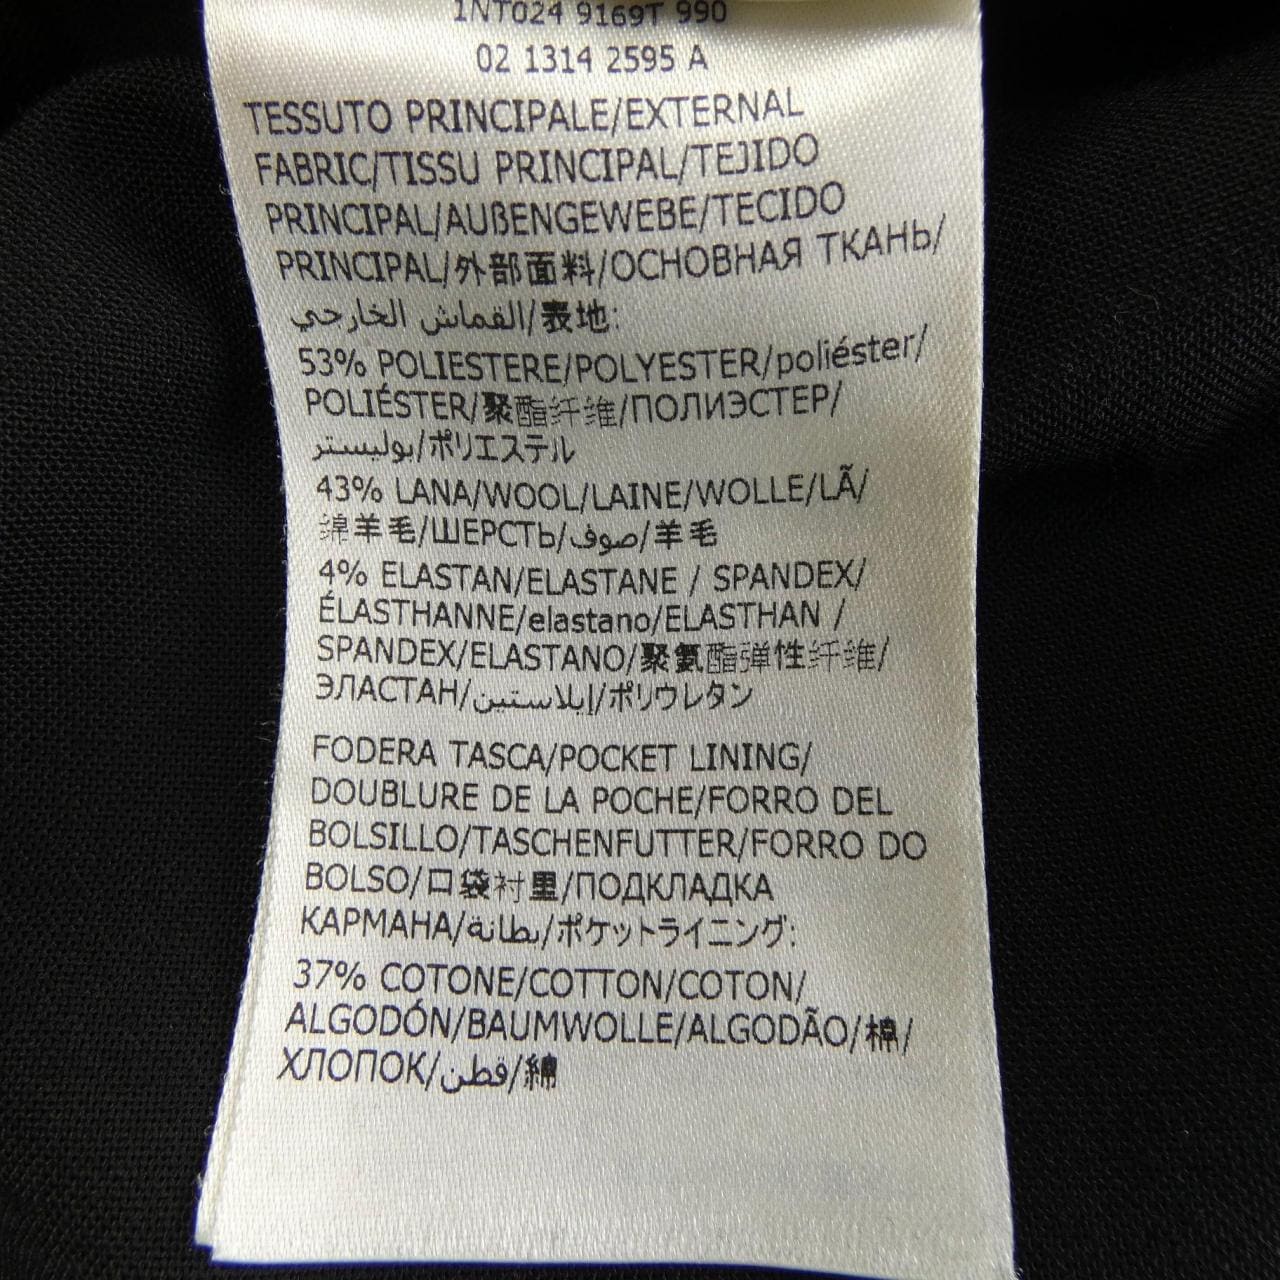 1NT024 9169T 990
02 1314 2595 A
TESSUTO PRINCIPALE/EXTERNAL
FABRIC/TISSU PRINCIPAL/TEJIDO
PRINCIPAL/AUßENGEWEBE/TECIDO
PRINCIPAL/外部面料/ОСНОВНАЯ ТКАНЬ/
القماش الخارجي/表地:
53% POLIESTERE/POLYESTER/poliéster/
POLIÉSTER/聚酯纤维/ПОЛИЭСТЕР/
بوليستر/ポリエステル
43% LANA/WOOL/LAINE/WOLLE/LÃ/
绵羊毛/ШЕРСТЬ/صوف/羊毛
4% ELASTAN/ELASTANE / SPANDEX/
ÉLASTHANNE/elastano/ELASTHAN /
SPANDEX/ELASTANO/聚氨酯弹性纤维/
ЭЛАСТАН/إيلاستين/ポリウレタン
FODERA TASCA/POCKET LINING/
DOUBLURE DE LA POCHE/FORRO DEL
BOLSILLO/TASCHENFUTTER/FORRO DO
BOLSO/口袋衬里/ПОДКЛАДКА
КАРМАНА/بطانة/ポケットライニング:
37% COTONE/COTTON/COTON/
ALGODÓN/BAUMWOLLE/ALGODÃO/棉/
ХЛОПОК/قطن/綿